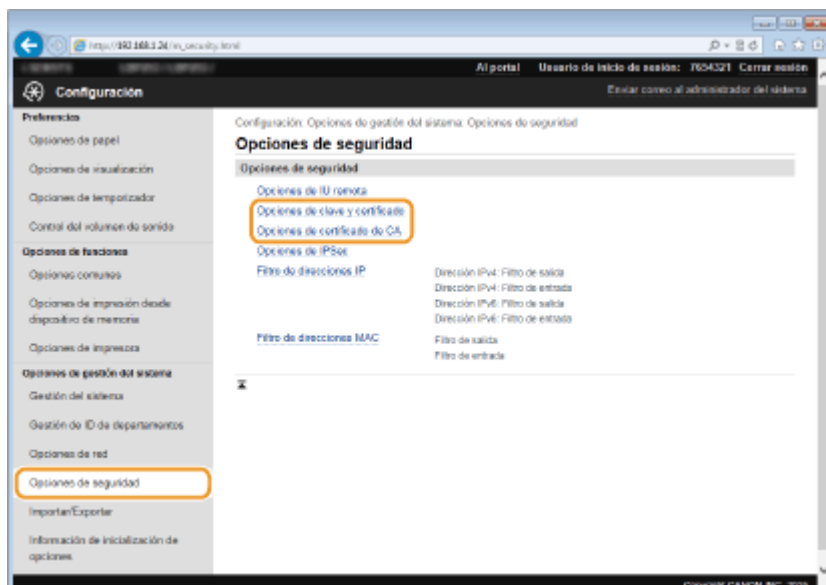 http://192.168.1.24/m_security.html
Al portal Usuario de inicio de sesión: 7654321 Cerrar sesión
Configuración
Enviar correo al administrador del sistema
Preferencias
Opciones de papel
Opciones de visualización
Opciones de temporizador
Control del volumen de sonido
Opciones de funciones
Opciones comunes
Opciones de impresión desde
dispositivo de memoria
Opciones de impresora
Opciones de gestión del sistema
Gestión del sistema
Gestión de ID de departamentos
Opciones de red
Opciones de seguridad
Importar/Exportar
Información de inicialización de
opciones
Configuración: Opciones de gestión del sistema: Opciones de seguridad
Opciones de seguridad
Opciones de seguridad
Opciones de IU remota
Opciones de clave y certificado
Opciones de certificado de CA
Opciones de IPSec
Filtro de direcciones IP
Dirección IPv4: Filtro de salida
Dirección IPv4: Filtro de entrada
Dirección IPv6: Filtro de salida
Dirección IPv6: Filtro de entrada
Filtro de direcciones MAC
Filtro de salida
Filtro de entrada